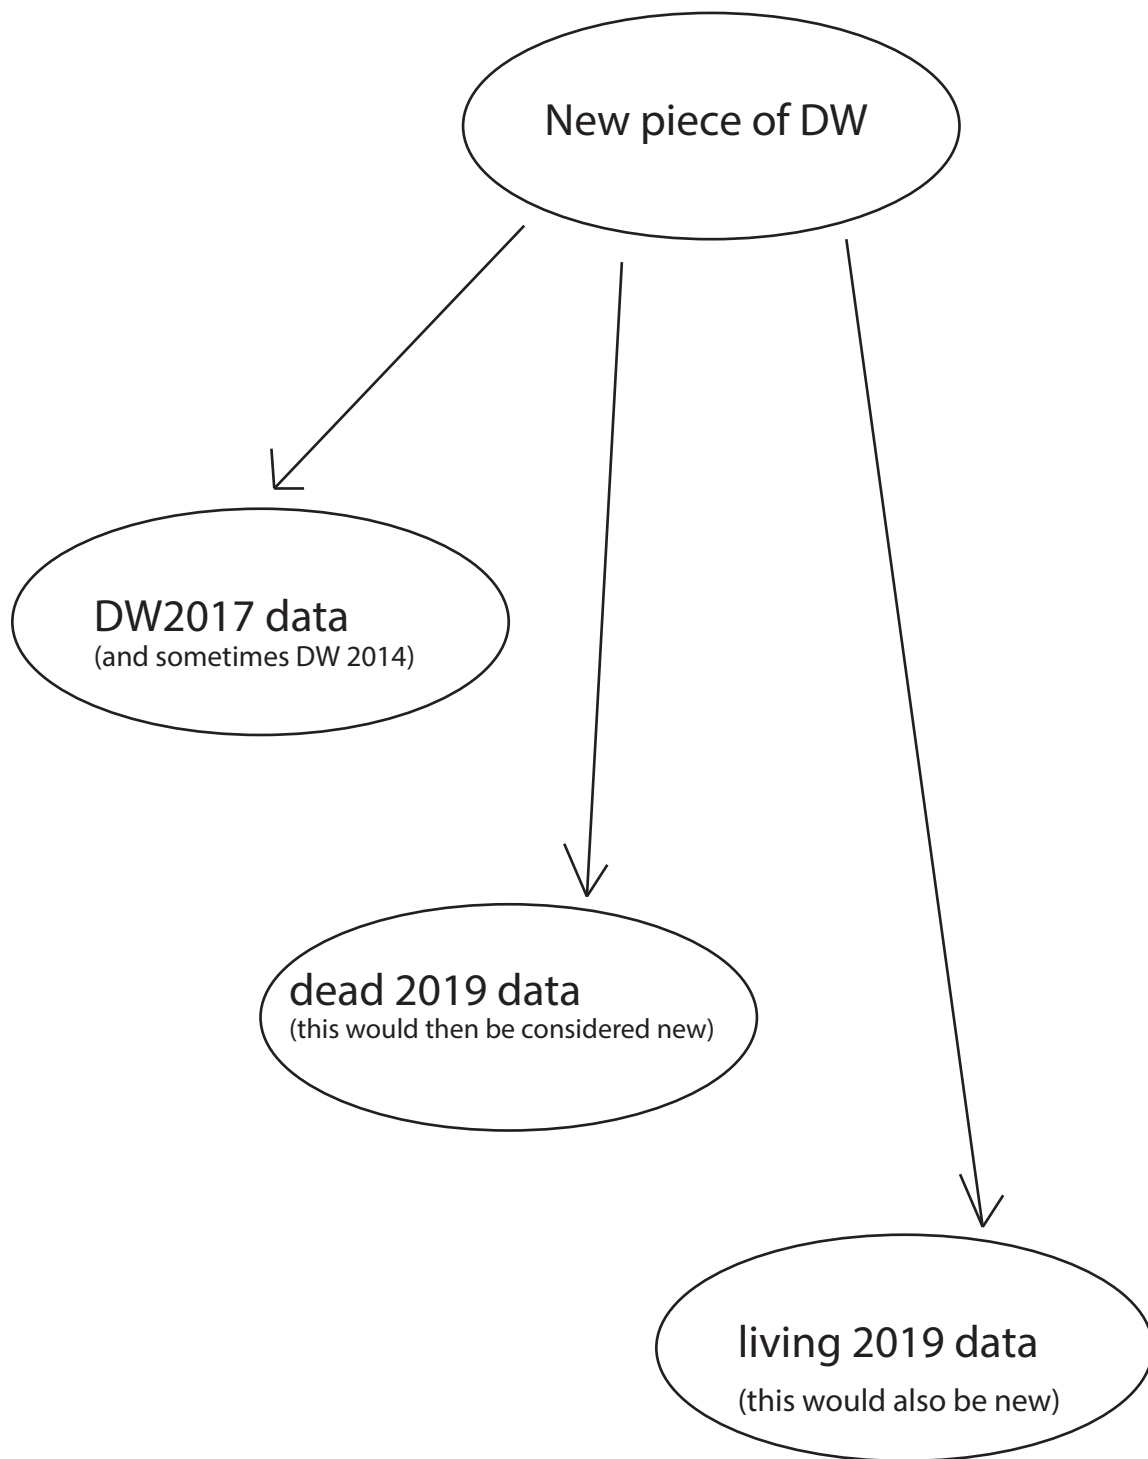 New piece of DW
DW2017 data
(and sometimes DW 2014)
dead 2019 data
(this would then be considered new)
living 2019 data
(this would also be new)